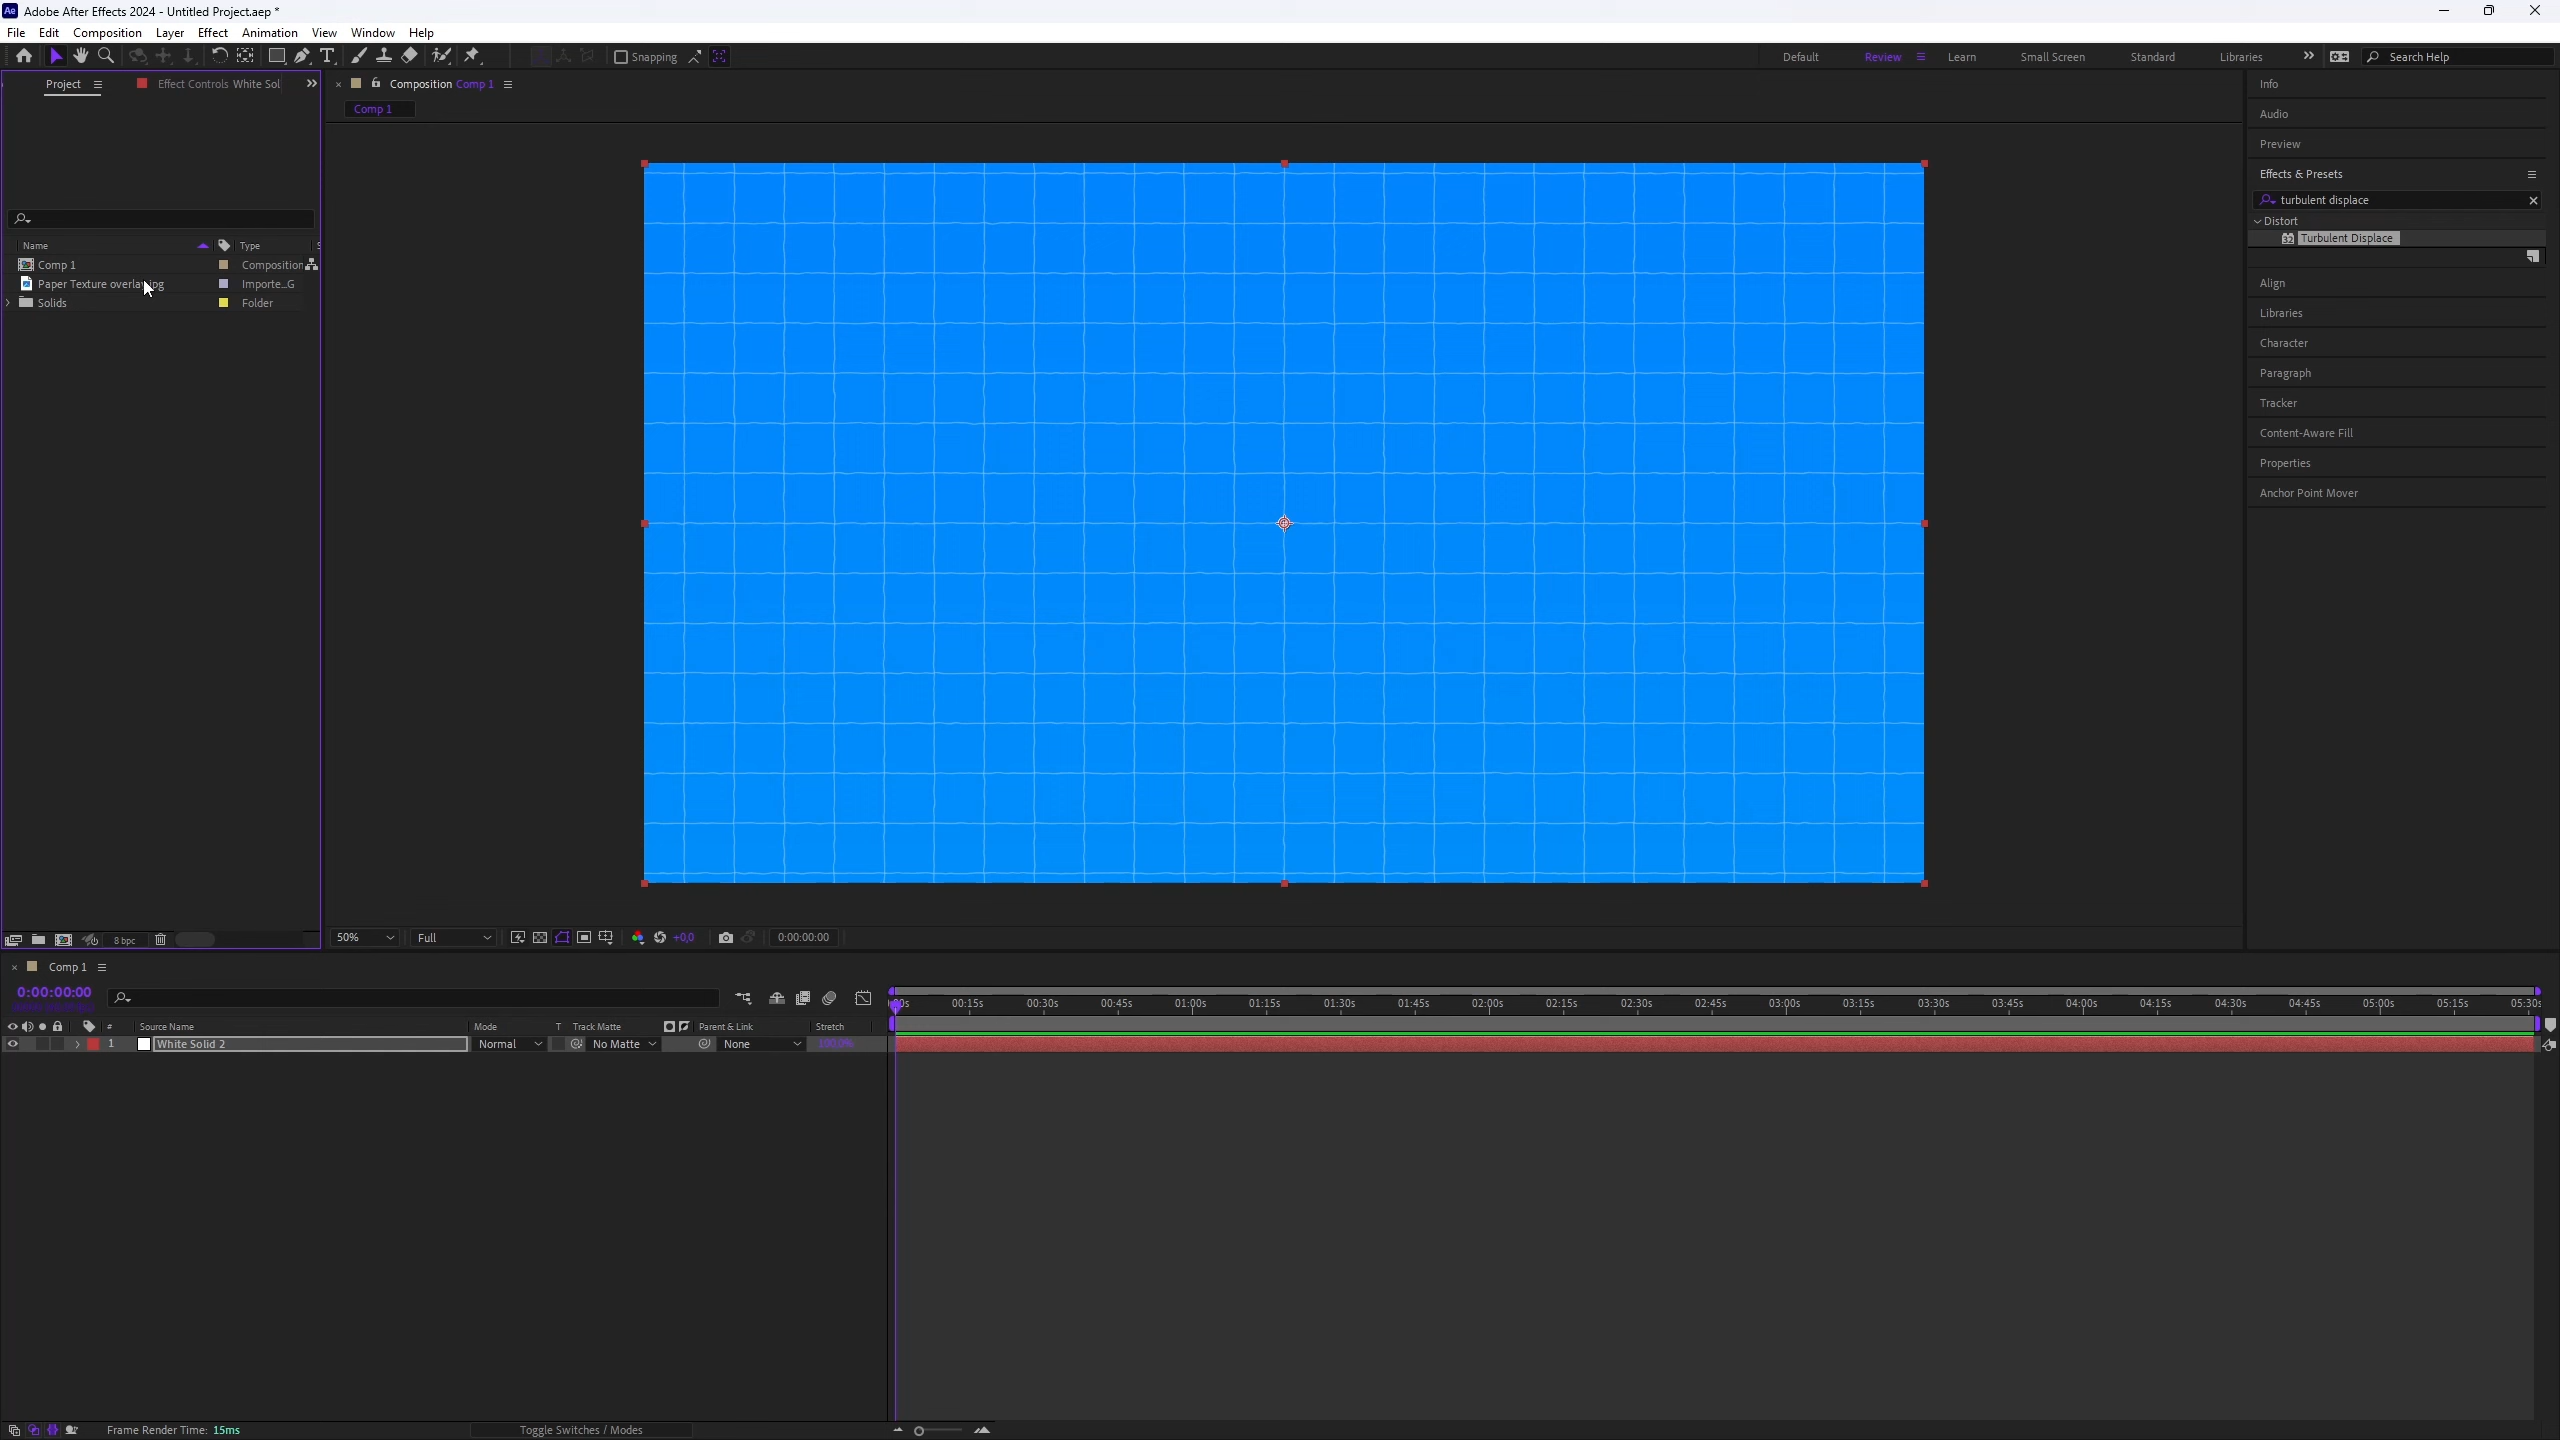 Adobe After Effects 2024 - Untitled Project.aep *
File Edit Composition Layer Effect Animation View Window Help
Snapping Default Review Learn Small Screen Standard Libraries Search Help
Project Effect Controls White Sol
Composition Comp 1
Comp 1
Name Type
Comp 1 Composition
Paper Texture overlay.jpg Importe...G
Solids Folder
8 bpc
50% Full +0,0 0:00:00:00
Info
Audio
Preview
Effects & Presets
turbulent displace
Distort
32 Turbulent Displace
Align
Libraries
Character
Paragraph
Tracker
Content-Aware Fill
Properties
Anchor Point Mover
Comp 1
0:00:00:00
00:15s 00:30s 00:45s 01:00s 01:15s 01:30s 01:45s 02:00s 02:15s 02:30s 02:45s 03:00s 03:15s 03:30s 03:45s 04:00s 04:15s 04:30s 04:45s 05:00s 05:15s 05:30s
# Source Name Mode T Track Matte Parent & Link Stretch
1 White Solid 2 Normal No Matte None 100,0%
Frame Render Time: 15ms Toggle Switches / Modes